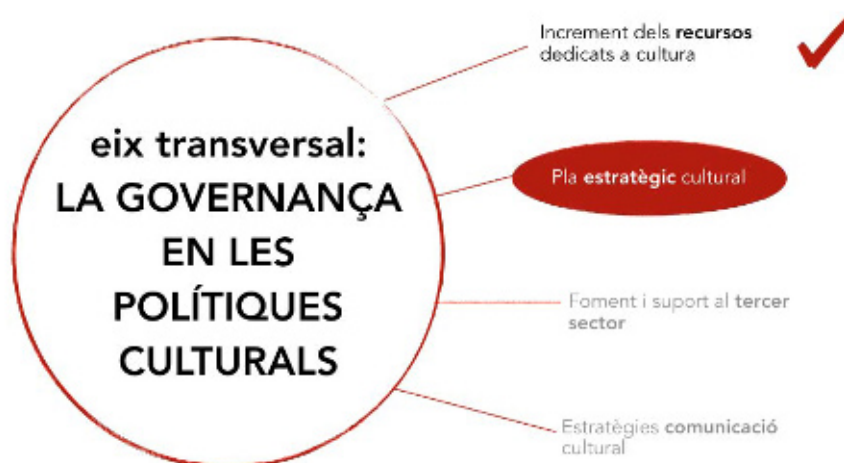 eix transversal:
LA GOVERNANÇA
EN LES
POLÍTIQUES
CULTURALS
Increment dels recursos
dedicats a cultura
Pla estratègic cultural
Foment i suport al tercer
sector
Estratègies comunicació
cultural